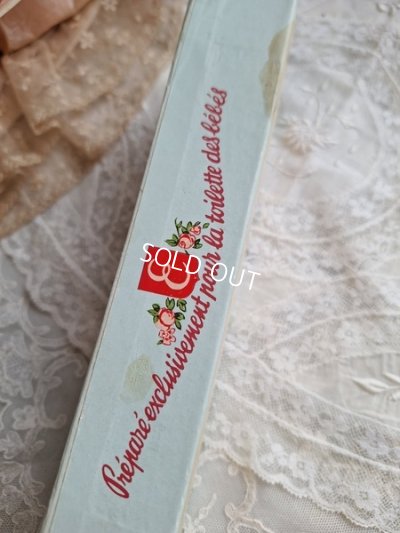 Préparé exclusivement pour la toilette des bébés
SOLD OUT